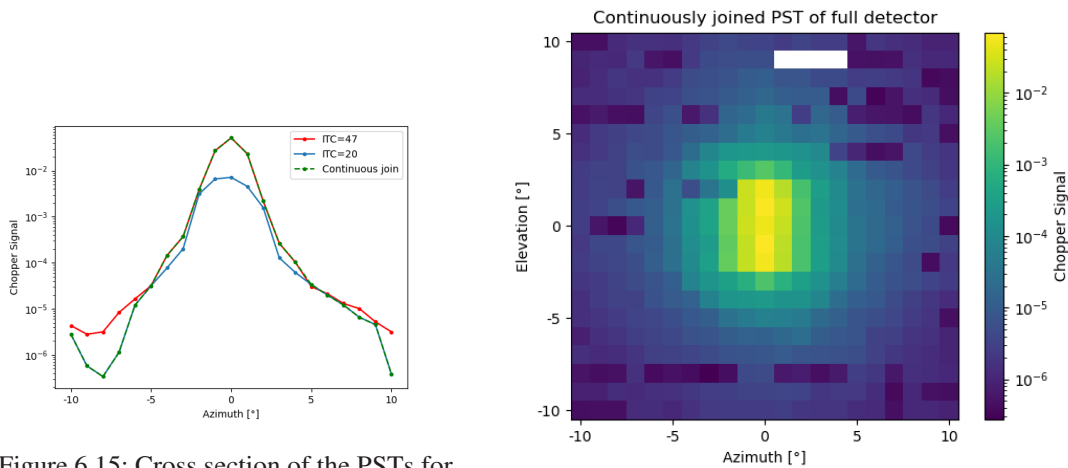 ITC=47
ITC=20
Continuous join
10⁻²
10⁻³
10⁻⁴
10⁻⁵
10⁻⁶
Chopper Signal
-10
-5
0
5
10
Azimuth [°]
Figure 6.15: Cross section of the PSTs for
Continuously joined PST of full detector
10
5
0
-5
-10
Elevation [°]
-10
-5
0
5
10
Azimuth [°]
10⁻²
10⁻³
10⁻⁴
10⁻⁵
10⁻⁶
Chopper Signal